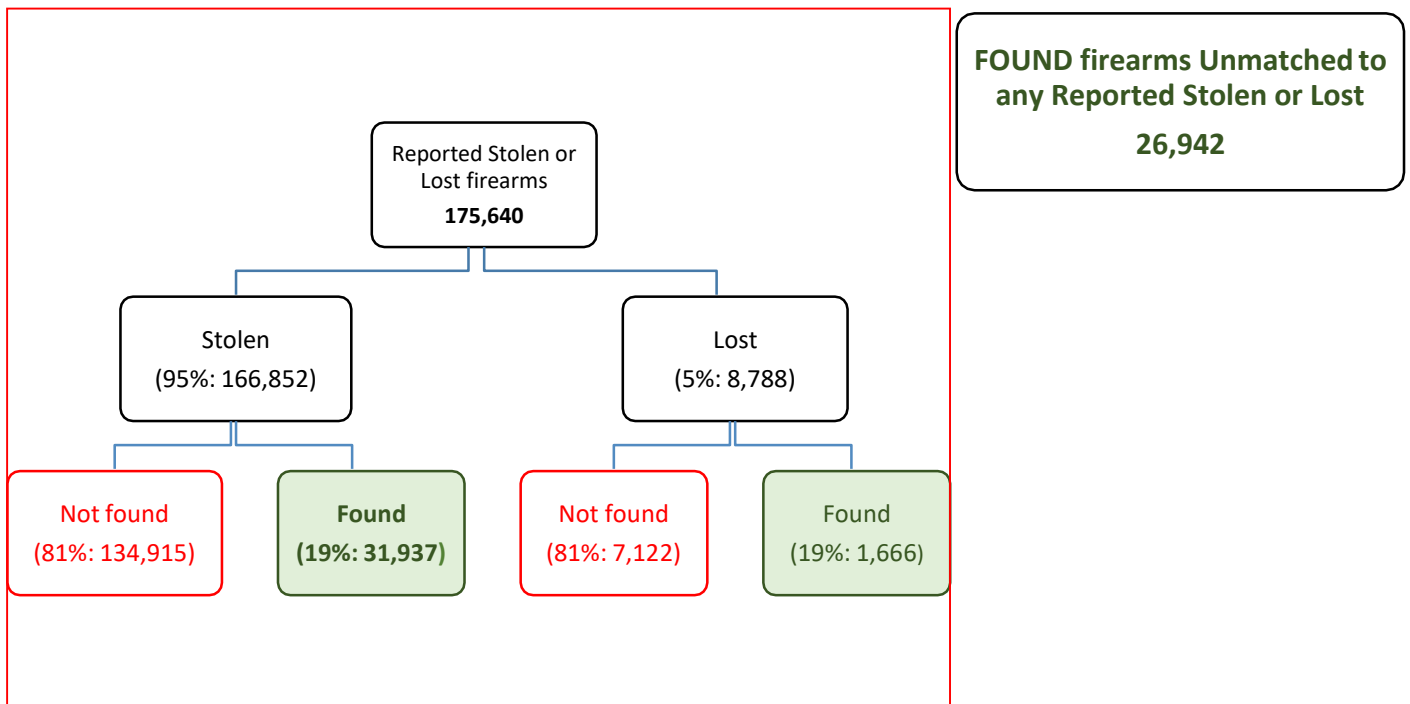 FOUND firearms Unmatched to
any Reported Stolen or Lost
26,942
Reported Stolen or
Lost firearms
175,640
Stolen
(95%: 166,852)
Lost
(5%: 8,788)
Not found
(81%: 134,915)
Found
(19%: 31,937)
Not found
(81%: 7,122)
Found
(19%: 1,666)